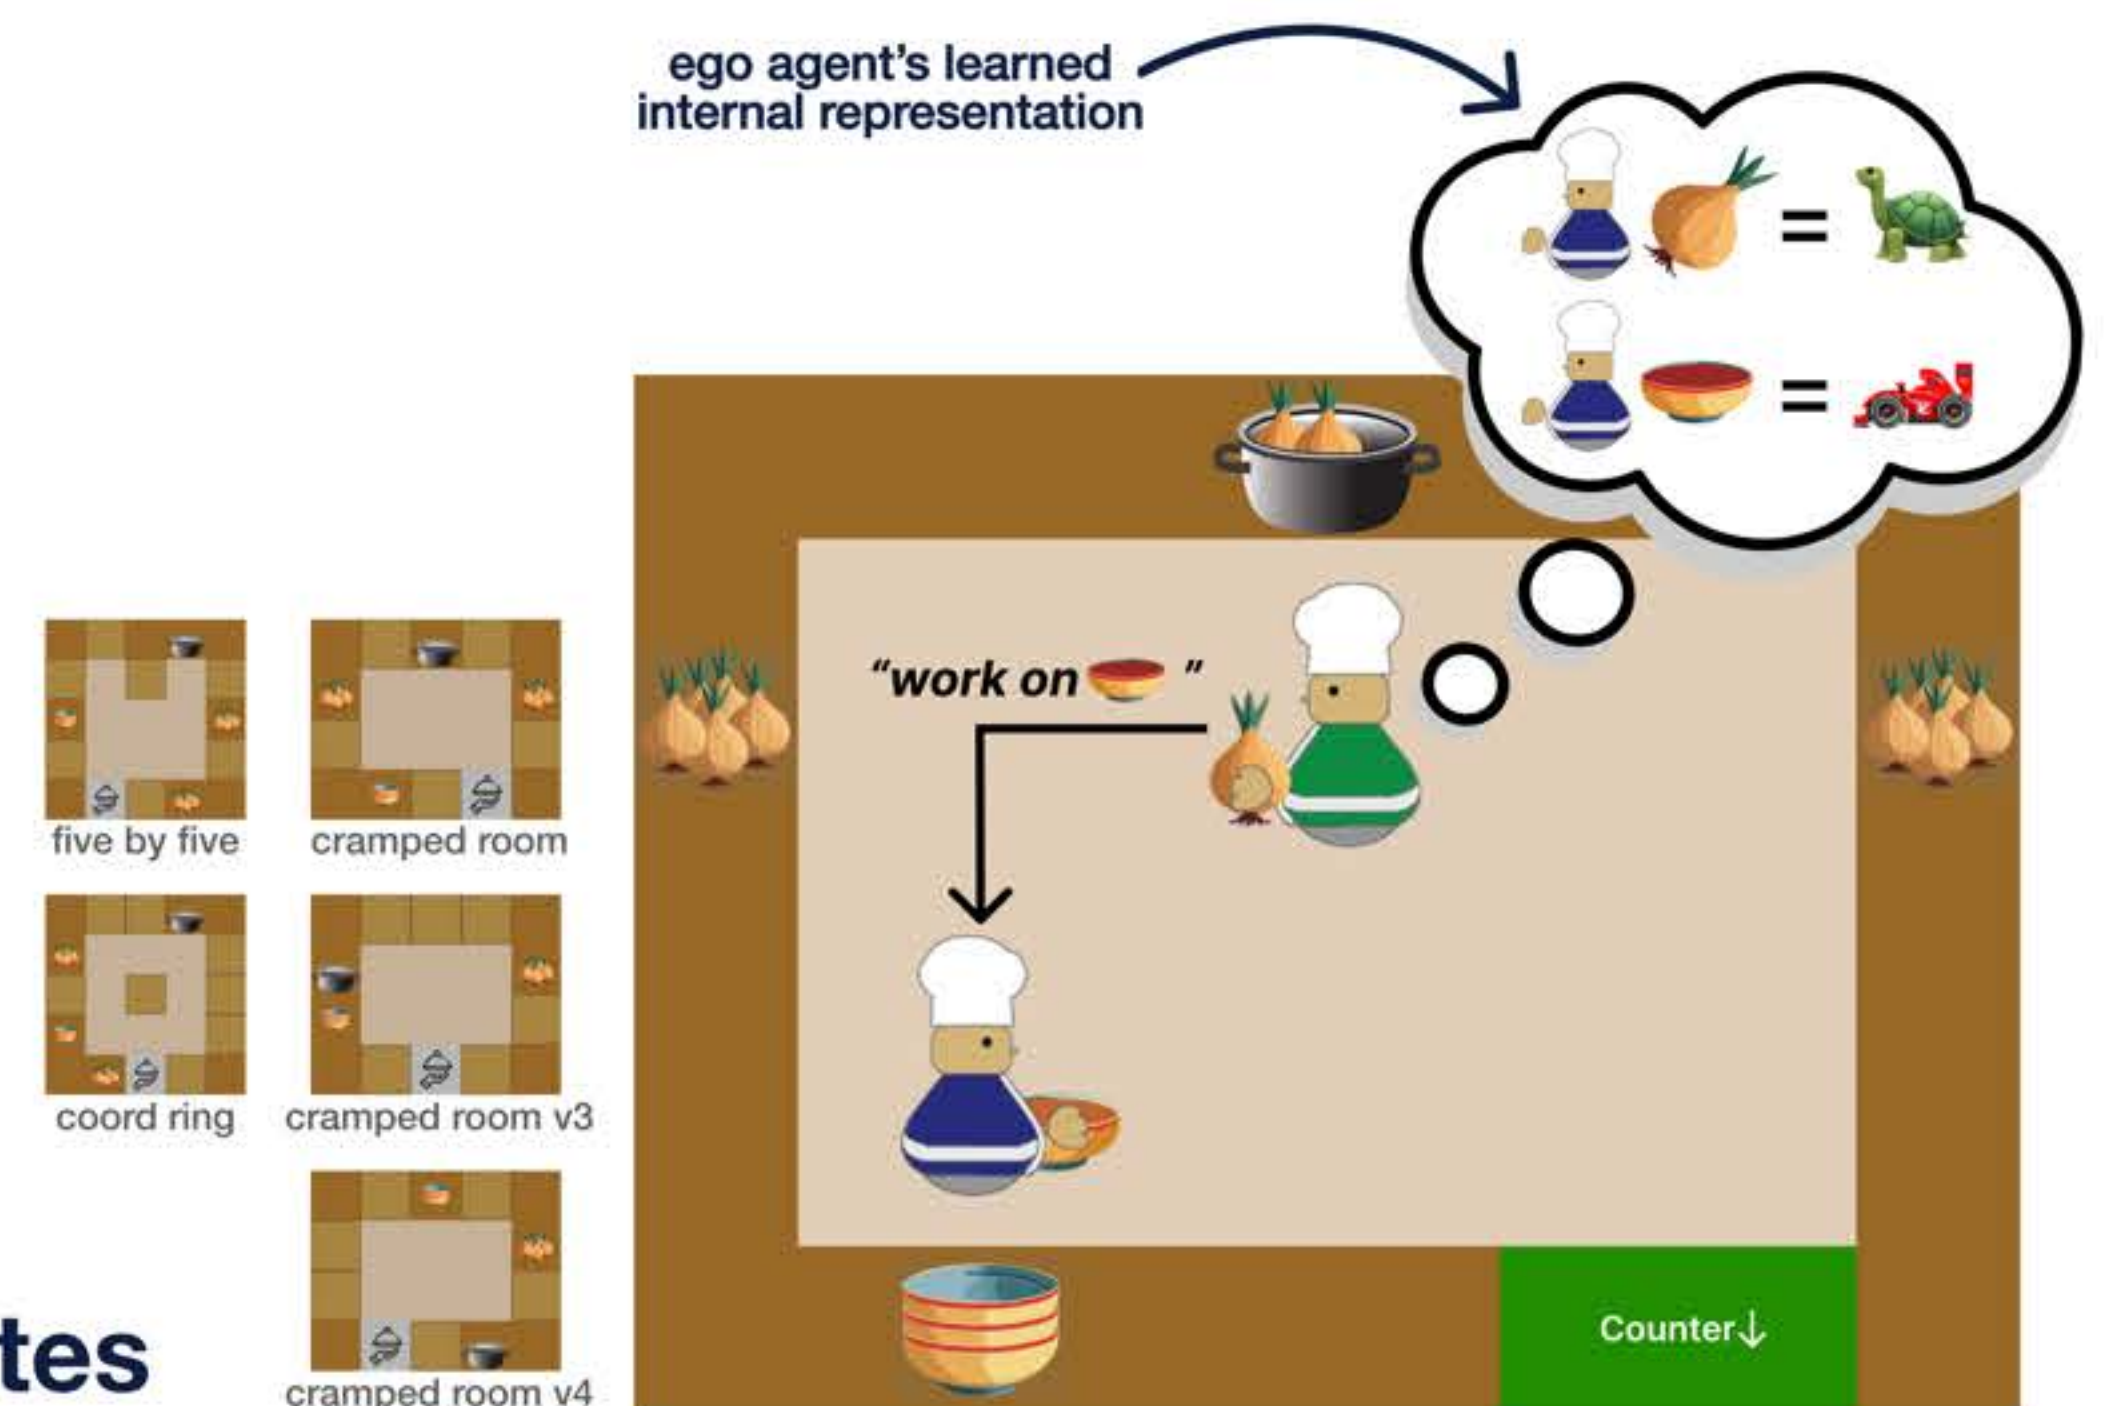 ego agent's learned
internal representation
“work on ”
five by five
cramped room
coord ring
cramped room v3
Counter↓
tes
cramped room v4